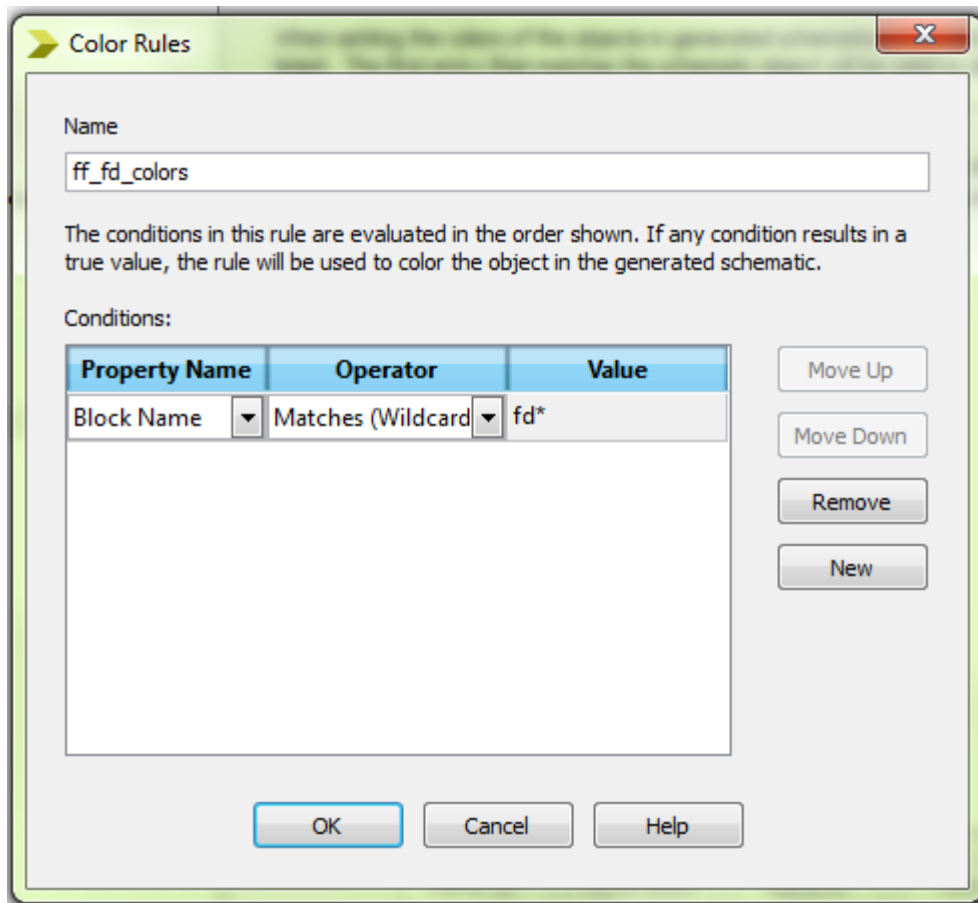 Color Rules
Name
ff_fd_colors
The conditions in this rule are evaluated in the order shown. If any condition results in a
true value, the rule will be used to color the object in the generated schematic.
Conditions:
Property Name Operator Value
Block Name Matches (Wildcard fd*
Move Up
Move Down
Remove
New
OK Cancel Help